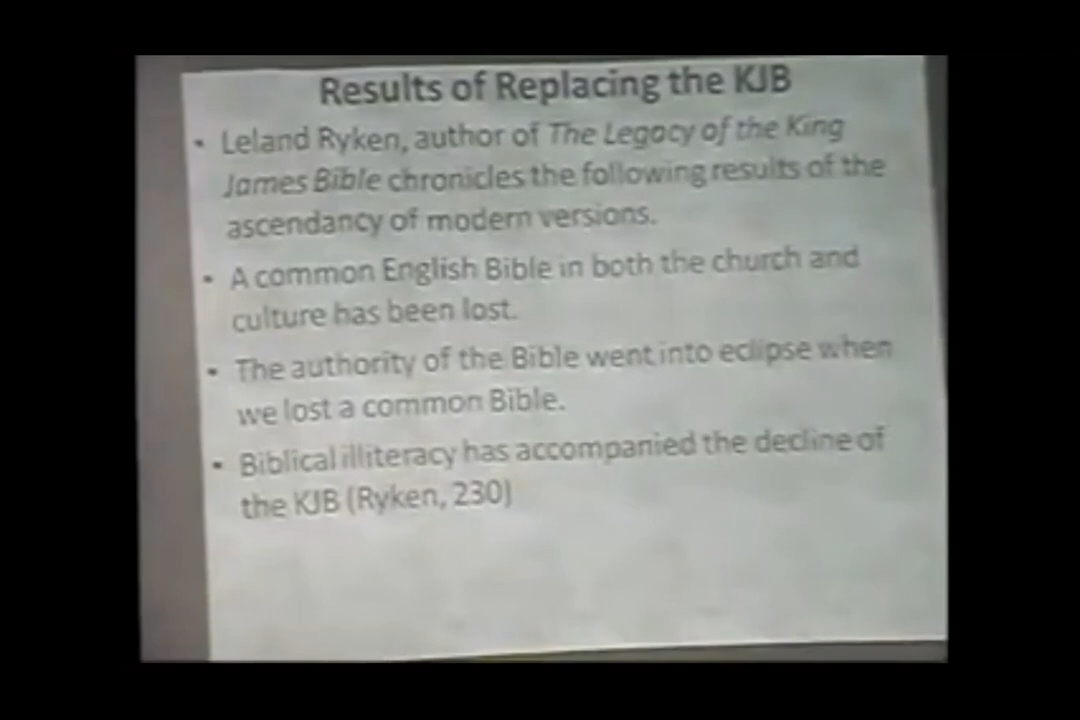 Results of Replacing the KJB
• Leland Ryken, author of The Legacy of the King
James Bible chronicles the following results of the
ascendancy of modern versions.
• A common English Bible in both the church and
culture has been lost.
• The authority of the Bible went into eclipse when
we lost a common Bible.
• Biblical illiteracy has accompanied the decline of
the KJB (Ryken, 230)